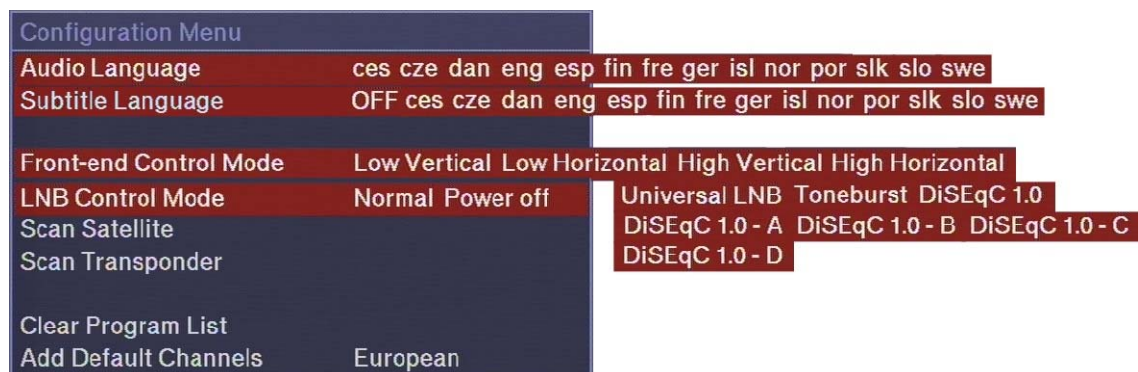 Configuration Menu
Audio Language ces cze dan eng esp fin fre ger isl nor por slk slo swe
Subtitle Language OFF ces cze dan eng esp fin fre ger isl nor por slk slo swe
Front-end Control Mode Low Vertical Low Horizontal High Vertical High Horizontal
LNB Control Mode Normal Power off Universal LNB Toneburst DiSEqC 1.0
Scan Satellite DiSEqC 1.0 - A DiSEqC 1.0 - B DiSEqC 1.0 - C
Scan Transponder DiSEqC 1.0 - D
Clear Program List
Add Default Channels European